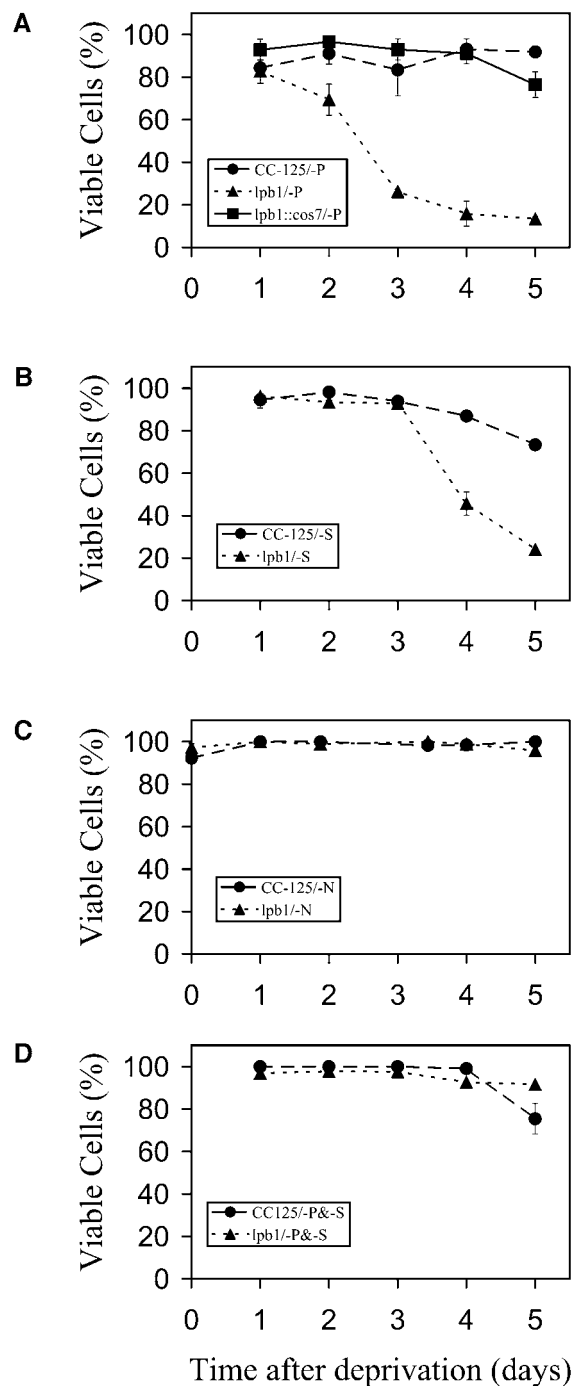 A
Viable Cells (%)
100
80
60
40
20
0
CC-125/-P
lpb1/-P
lpb1::cos7/-P
0 1 2 3 4 5
B
Viable Cells (%)
100
80
60
40
20
0
CC-125/-S
lpb1/-S
0 1 2 3 4 5
C
Viable Cells (%)
100
80
60
40
20
0
CC-125/-N
lpb1/-N
0 1 2 3 4 5
D
Viable Cells (%)
100
80
60
40
20
0
CC125/-P&-S
lpb1/-P&-S
0 1 2 3 4 5
Time after deprivation (days)